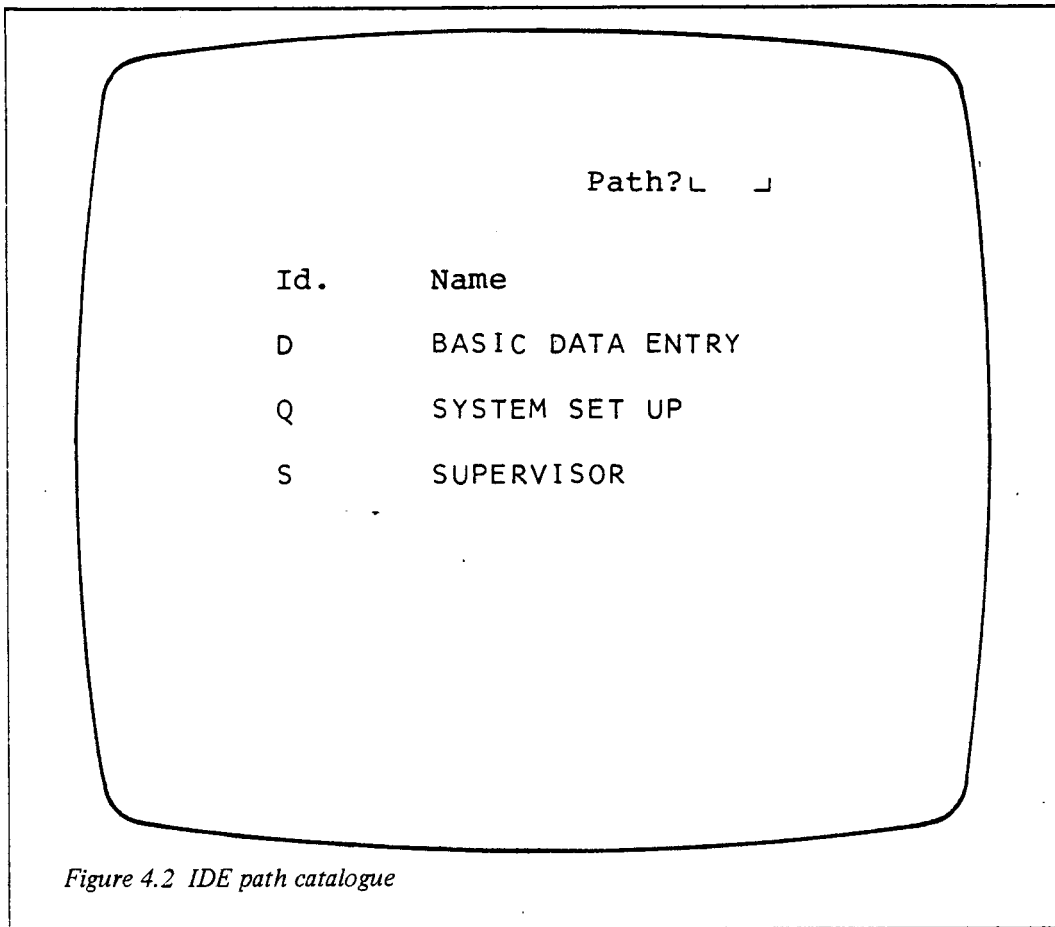 Path?⌞ ⌟
Id. Name
D BASIC DATA ENTRY
Q SYSTEM SET UP
S SUPERVISOR
Figure 4.2 IDE path catalogue